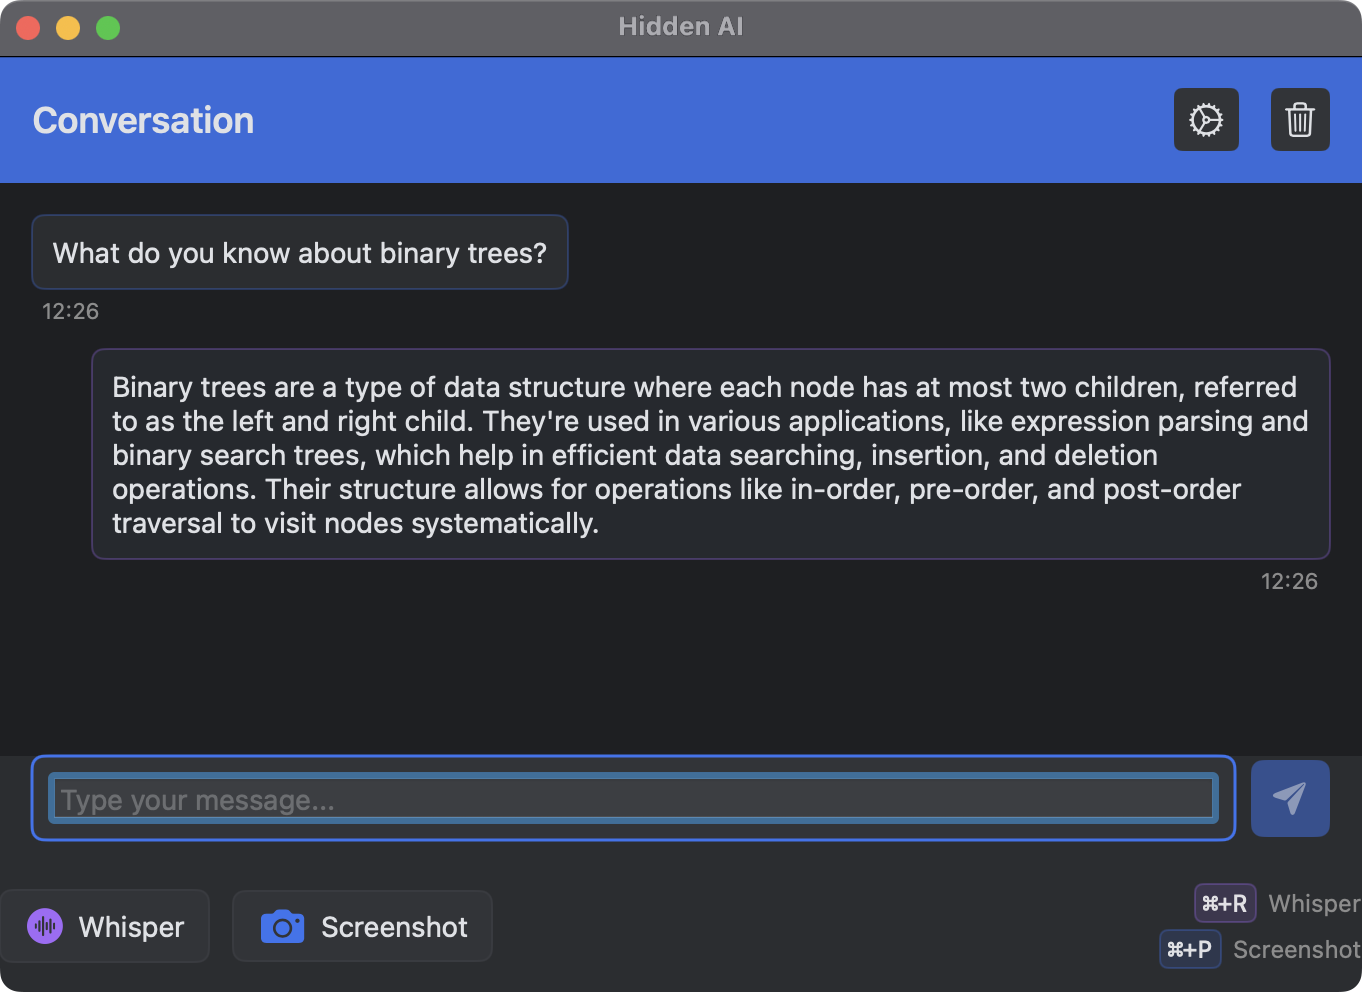 Hidden AI
Conversation
What do you know about binary trees?
12:26
Binary trees are a type of data structure where each node has at most two children, referred
to as the left and right child. They're used in various applications, like expression parsing and
binary search trees, which help in efficient data searching, insertion, and deletion
operations. Their structure allows for operations like in-order, pre-order, and post-order
traversal to visit nodes systematically.
12:26
Type your message...
Whisper
Screenshot
⌘+R Whisper
⌘+P Screenshot